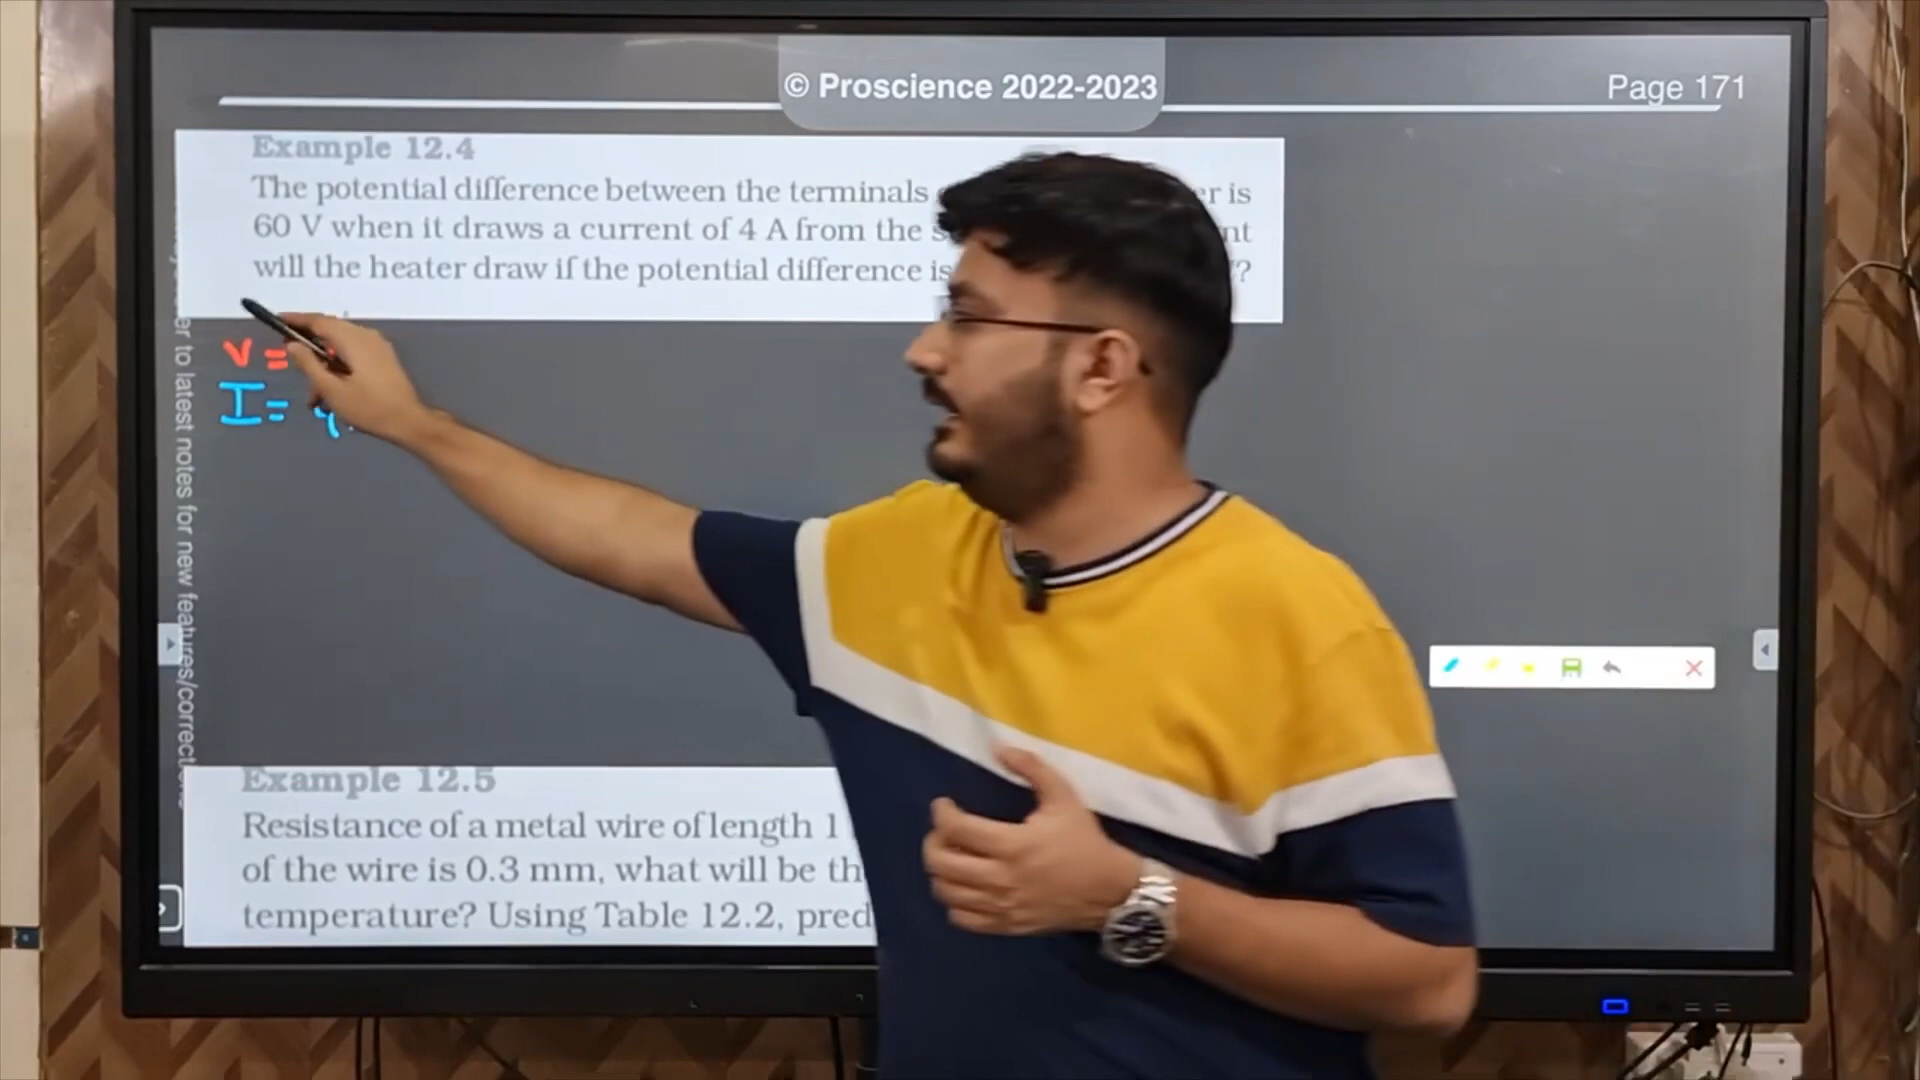 © Proscience 2022-2023
Page 171
Example 12.4
The potential difference between the terminals er is
60 V when it draws a current of 4 A from the nt
will the heater draw if the potential difference is ?
V =
I = 4
er to latest notes for new features/correct
Example 12.5
Resistance of a metal wire of length 1
of the wire is 0.3 mm, what will be th
temperature? Using Table 12.2, pred